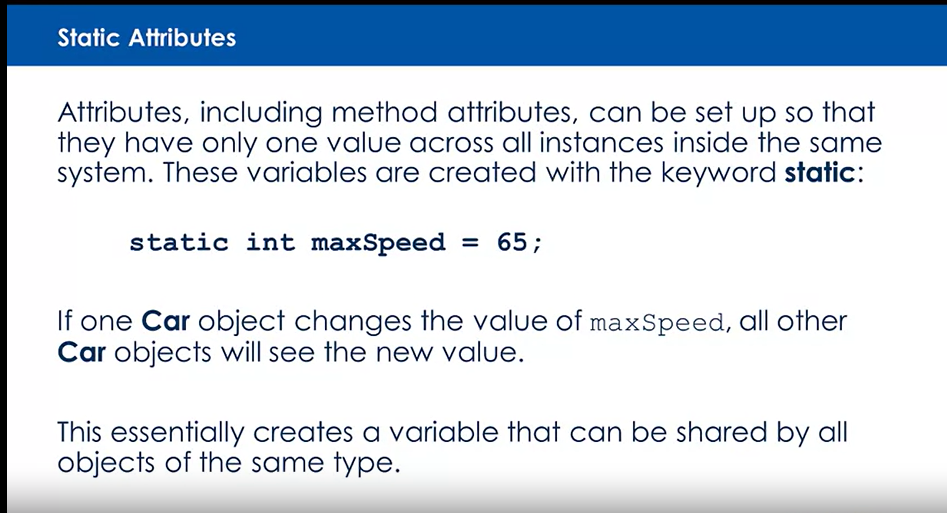 Static Attributes
Attributes, including method attributes, can be set up so that
they have only one value across all instances inside the same
system. These variables are created with the keyword static:
static int maxSpeed = 65;
If one Car object changes the value of maxSpeed, all other
Car objects will see the new value.
This essentially creates a variable that can be shared by all
objects of the same type.